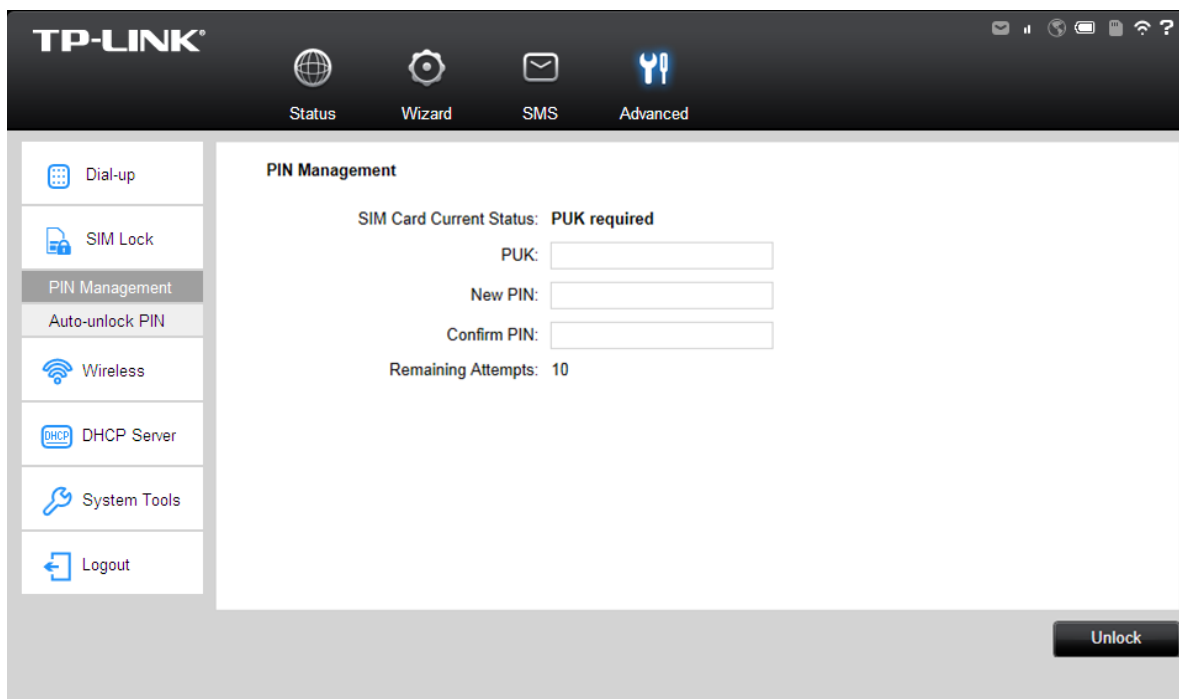 TP-LINK®
?
Status
Wizard
SMS
Advanced
Dial-up
SIM Lock
PIN Management
Auto-unlock PIN
Wireless
DHCP
DHCP Server
System Tools
Logout
PIN Management
SIM Card Current Status: PUK required
PUK:
New PIN:
Confirm PIN:
Remaining Attempts: 10
Unlock